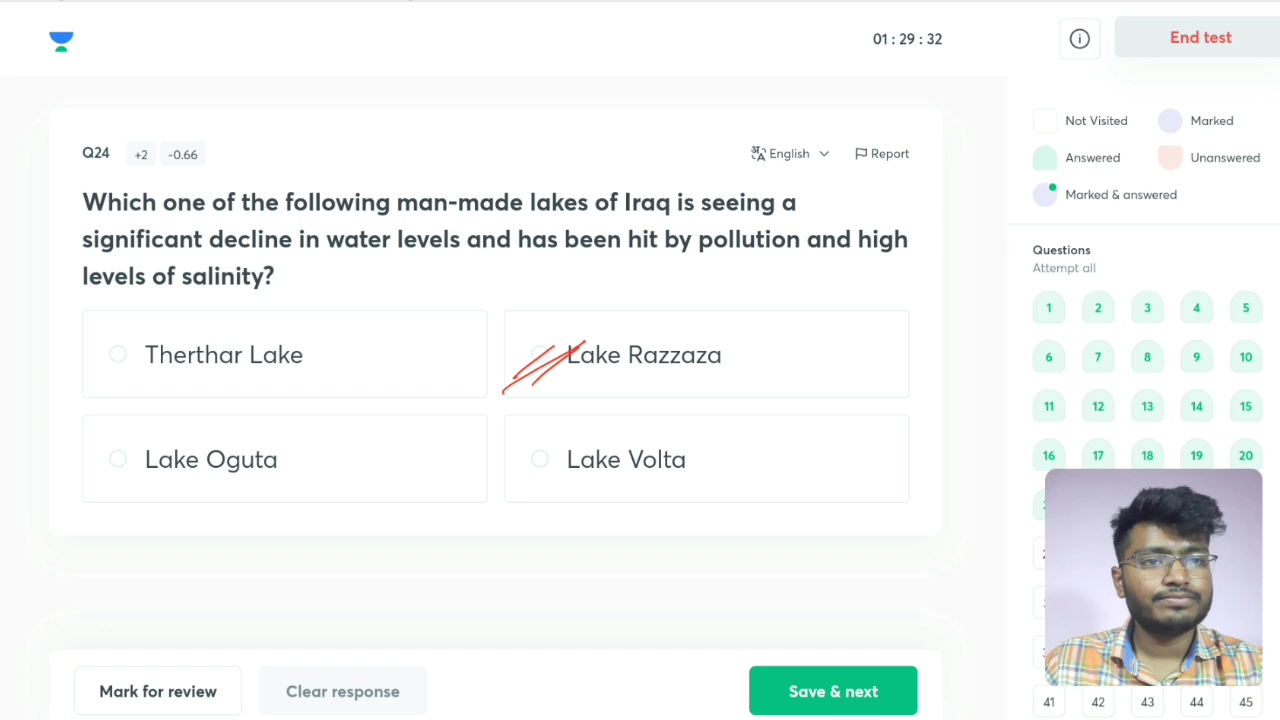 01 : 29 : 32
End test
Not Visited
Marked
Answered
Unanswered
Marked & answered
Q24
+2
-0.66
English
Report
Which one of the following man-made lakes of Iraq is seeing a
significant decline in water levels and has been hit by pollution and high
levels of salinity?
Therthar Lake
Lake Razzaza
Lake Oguta
Lake Volta
Mark for review
Clear response
Save & next
Questions
Attempt all
1 2 3 4 5
6 7 8 9 10
11 12 13 14 15
16 17 18 19 20
41 42 43 44 45